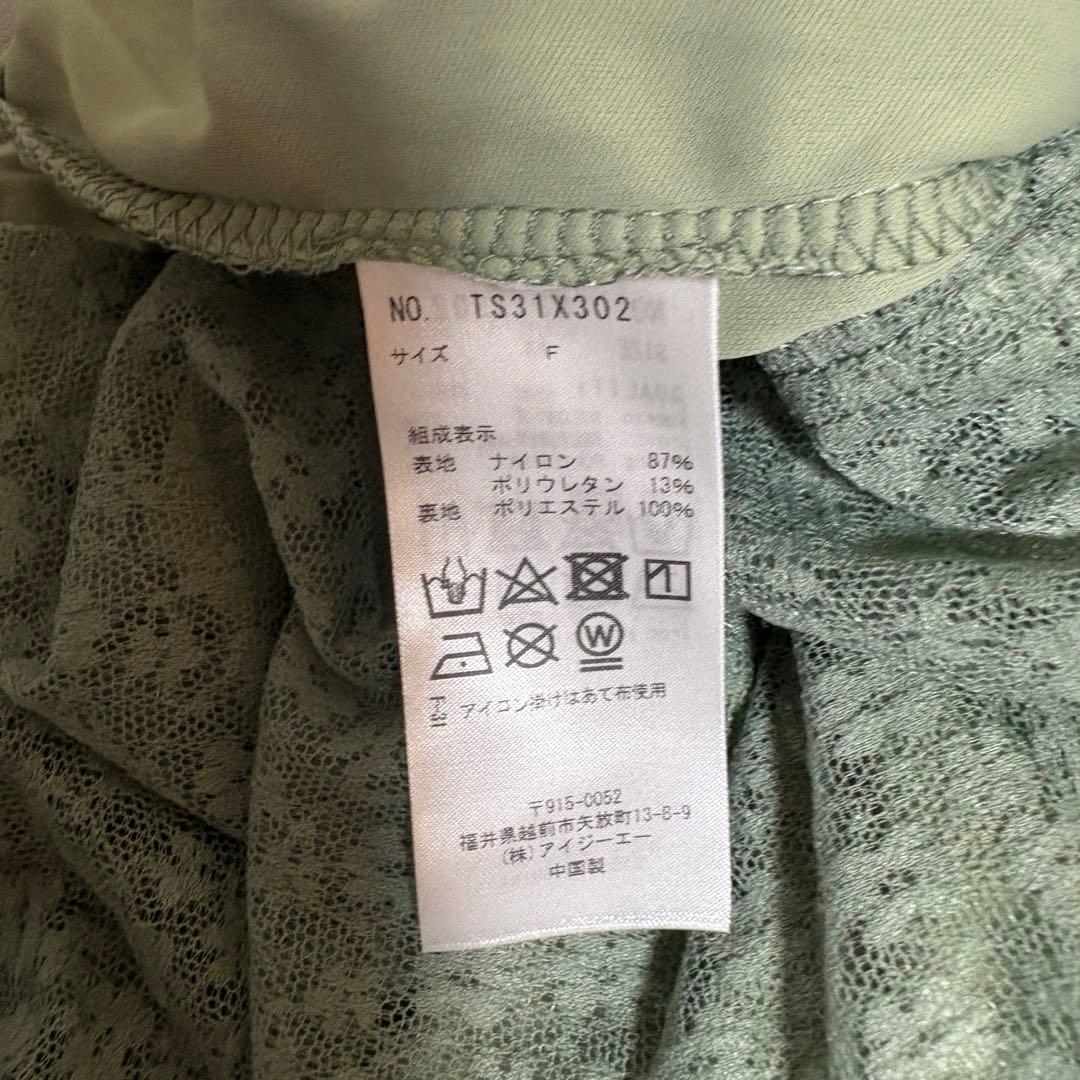 NO. TS31X302
サイズ F
組成表示
表地 ナイロン 87%
ポリウレタン 13%
裏地 ポリエステル 100%
W
アイロン掛けはあて布使用
〒915-0052
福井県越前市矢放町13-8-9
(株)アイジーエー
中国製